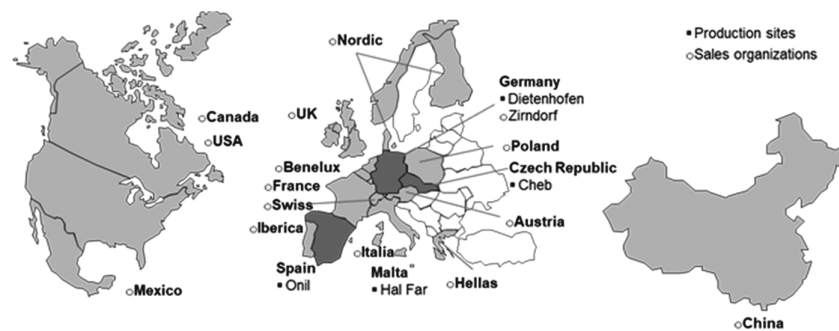 Production sites
Sales organizations
Nordic
Germany
Dietenhofen
Zirndorf
Canada
USA
UK
Poland
Benelux
Czech Republic
Cheb
France
Swiss
Iberica
Austria
Italia
Spain
Onil
Malta
Hal Far
Hellas
Mexico
China